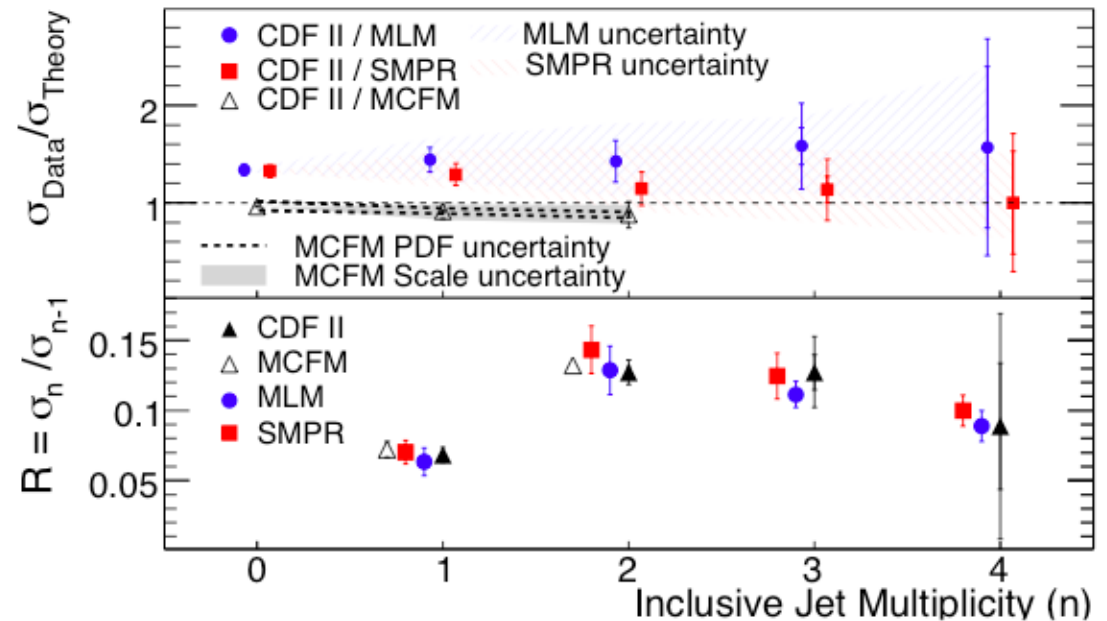 σData/σTheory
CDF II / MLM
CDF II / SMPR
CDF II / MCFM
MLM uncertainty
SMPR uncertainty
2
1
MCFM PDF uncertainty
MCFM Scale uncertainty
R = σn /σn-1
CDF II
MCFM
MLM
SMPR
0.15
0.1
0.05
0 1 2 3 4
Inclusive Jet Multiplicity (n)